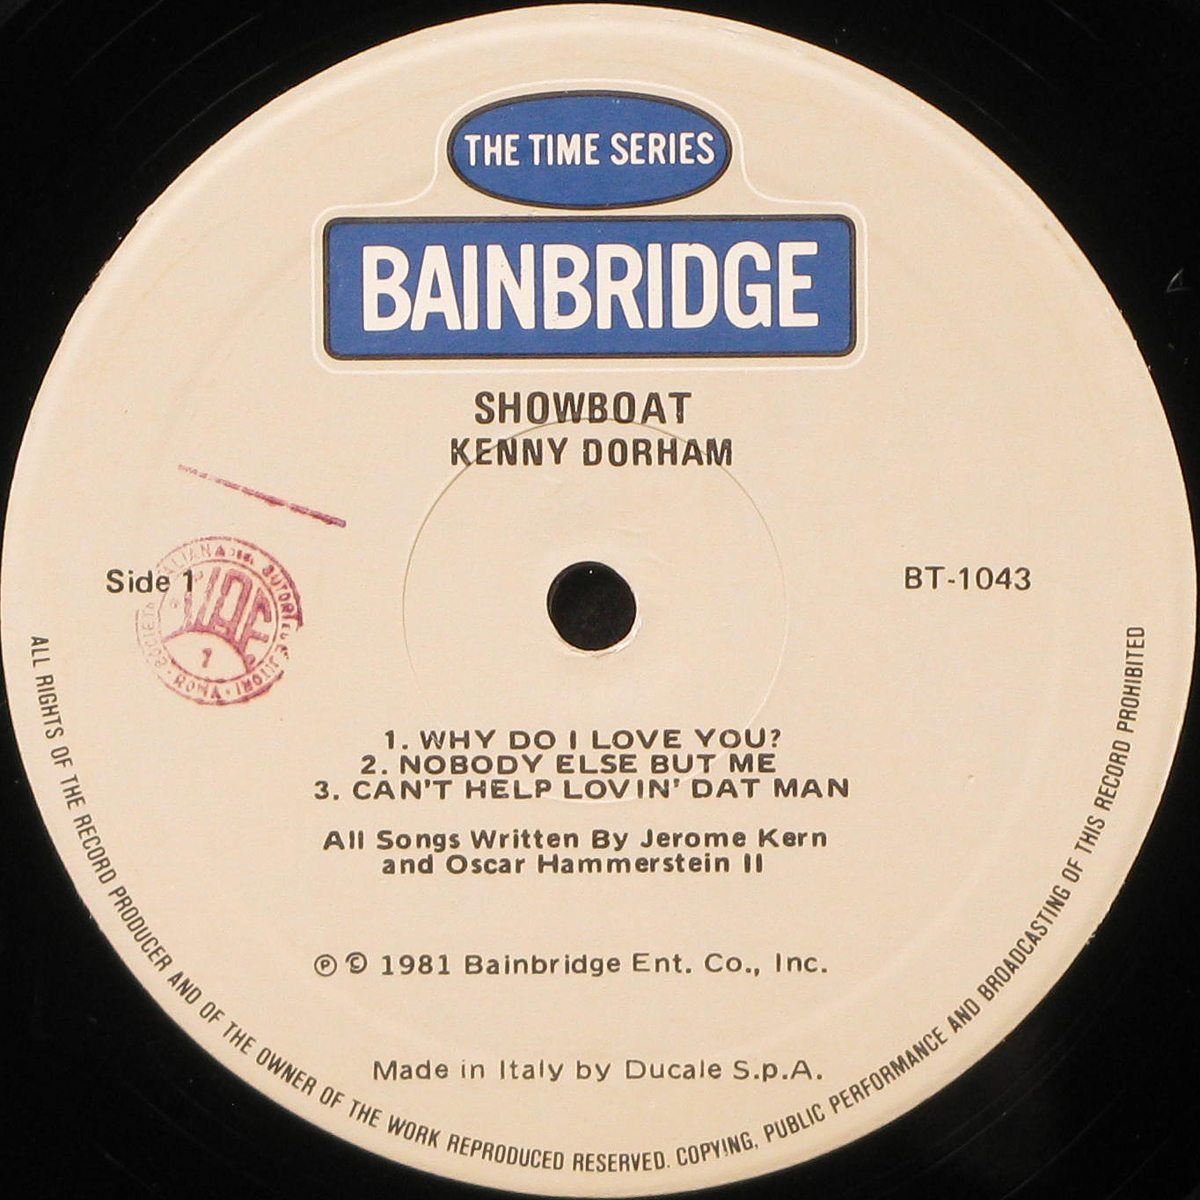 THE TIME SERIES
BAINBRIDGE
SHOWBOAT
KENNY DORHAM
Side 1
BT-1043
1. WHY DO I LOVE YOU?
2. NOBODY ELSE BUT ME
3. CAN'T HELP LOVIN' DAT MAN
All Songs Written By Jerome Kern
and Oscar Hammerstein II
℗ © 1981 Bainbridge Ent. Co., Inc.
Made in Italy by Ducale S.p.A.
ALL RIGHTS OF THE RECORD PRODUCER AND OF THE OWNER OF THE WORK REPRODUCED RESERVED. COPYING, PUBLIC PERFORMANCE AND BROADCASTING OF THIS RECORD PROHIBITED